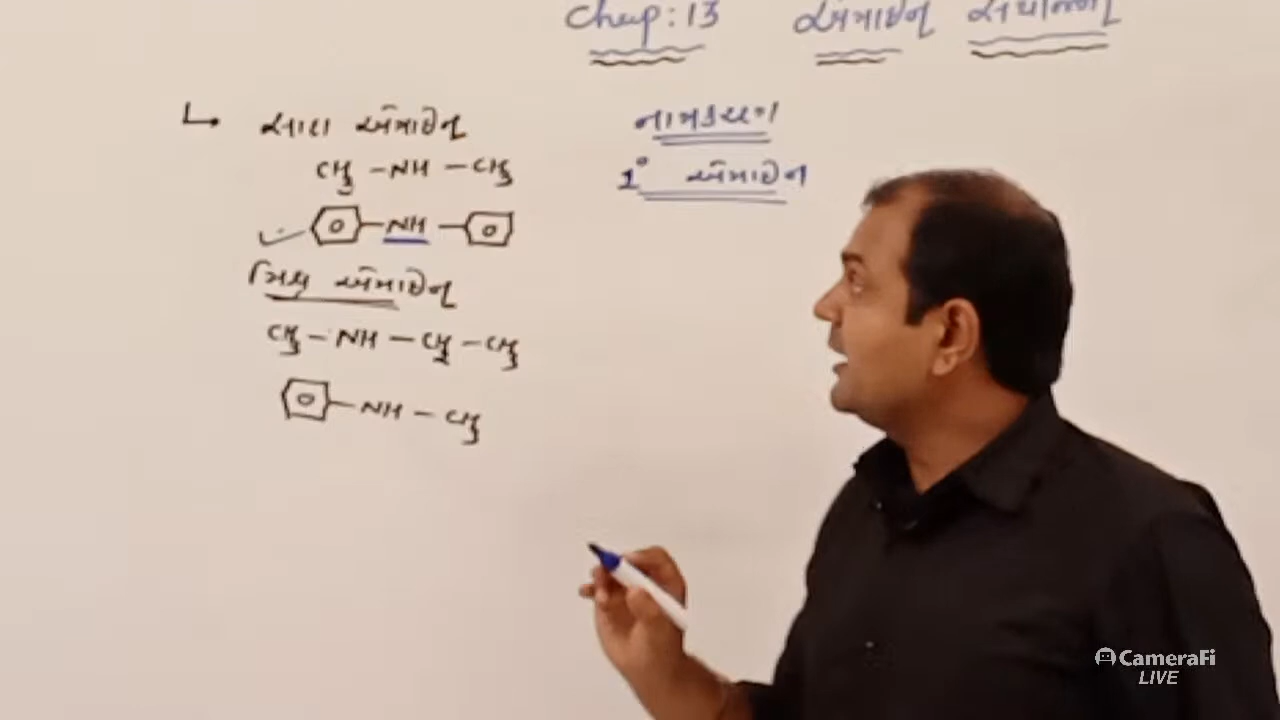 Chap:13 એમાઇન સંયોજનો
↳ સાદા એમાઇન
CH3 – NH – CH3
– NH –
મિશ્ર એમાઇન
CH3 – NH – CH2 – CH3
– NH – CH3
નામકરણ
1° એમાઇન
CameraFi
LIVE